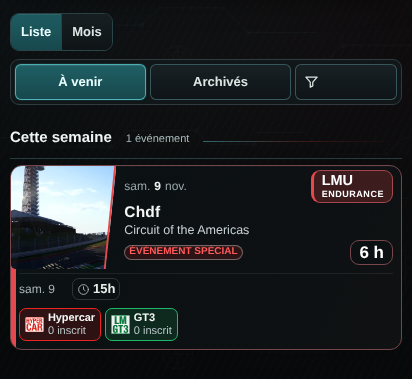 Liste Mois
À venir Archivés
Cette semaine 1 événement
sam. 9 nov.
LMU
ENDURANCE
Chdf
Circuit of the Americas
ÉVÉNEMENT SPÉCIAL
6 h
sam. 9 15h
HYPER CAR Hypercar
0 inscrit
LM GT3 GT3
0 inscrit